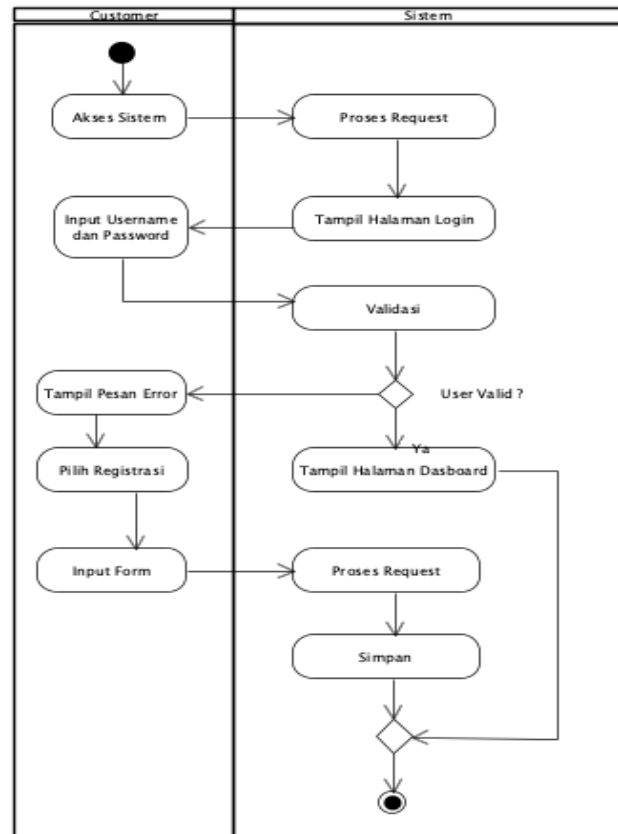 Customer
Sistem
Akses Sistem
Proses Request
Input Username
dan Password
Tampil Halaman Login
Validasi
Tampil Pesan Error
User Valid ?
Ya
Pilih Registrasi
Tampil Halaman Dasboard
Input Form
Proses Request
Simpan